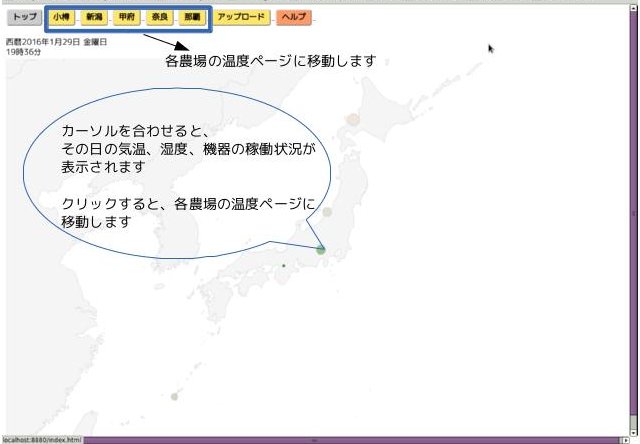 トップ 小樽 新潟 甲府 奈良 那覇 アップロード ヘルプ
西暦2016年1月29日 金曜日
19時36分
各農場の温度ページに移動します
カーソルを合わせると、
その日の気温、湿度、機器の稼働状況が
表示されます
クリックすると、各農場の温度ページに
移動します
localhost:8880/index.html